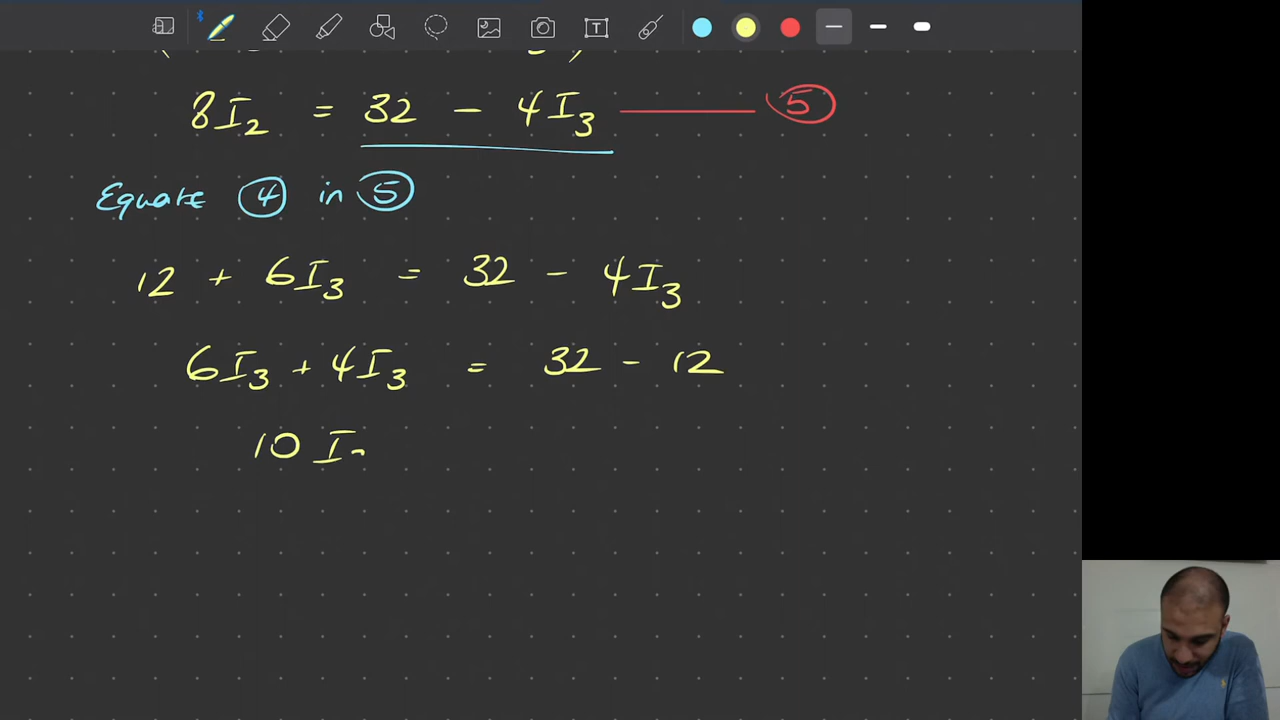 8I₂ = 32 - 4I₃ ⑤
Equate ④ in ⑤
12 + 6I₃ = 32 - 4I₃
6I₃ + 4I₃ = 32 - 12
10 I